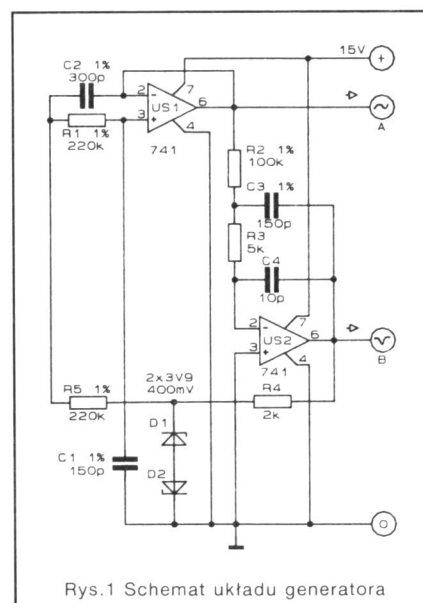 15V
+
C2 1%
300p
2
-
7
US1
6
3
+
4
R1 1%
220k
741
A
R2 1%
100k
C3 1%
150p
R3
5k
C4
10p
2
-
7
US2
6
3
+
4
741
B
2x3V9
400mV
R4
2k
R5 1%
220k
D1
D2
C1 1%
150p
O
Rys.1 Schemat układu generatora